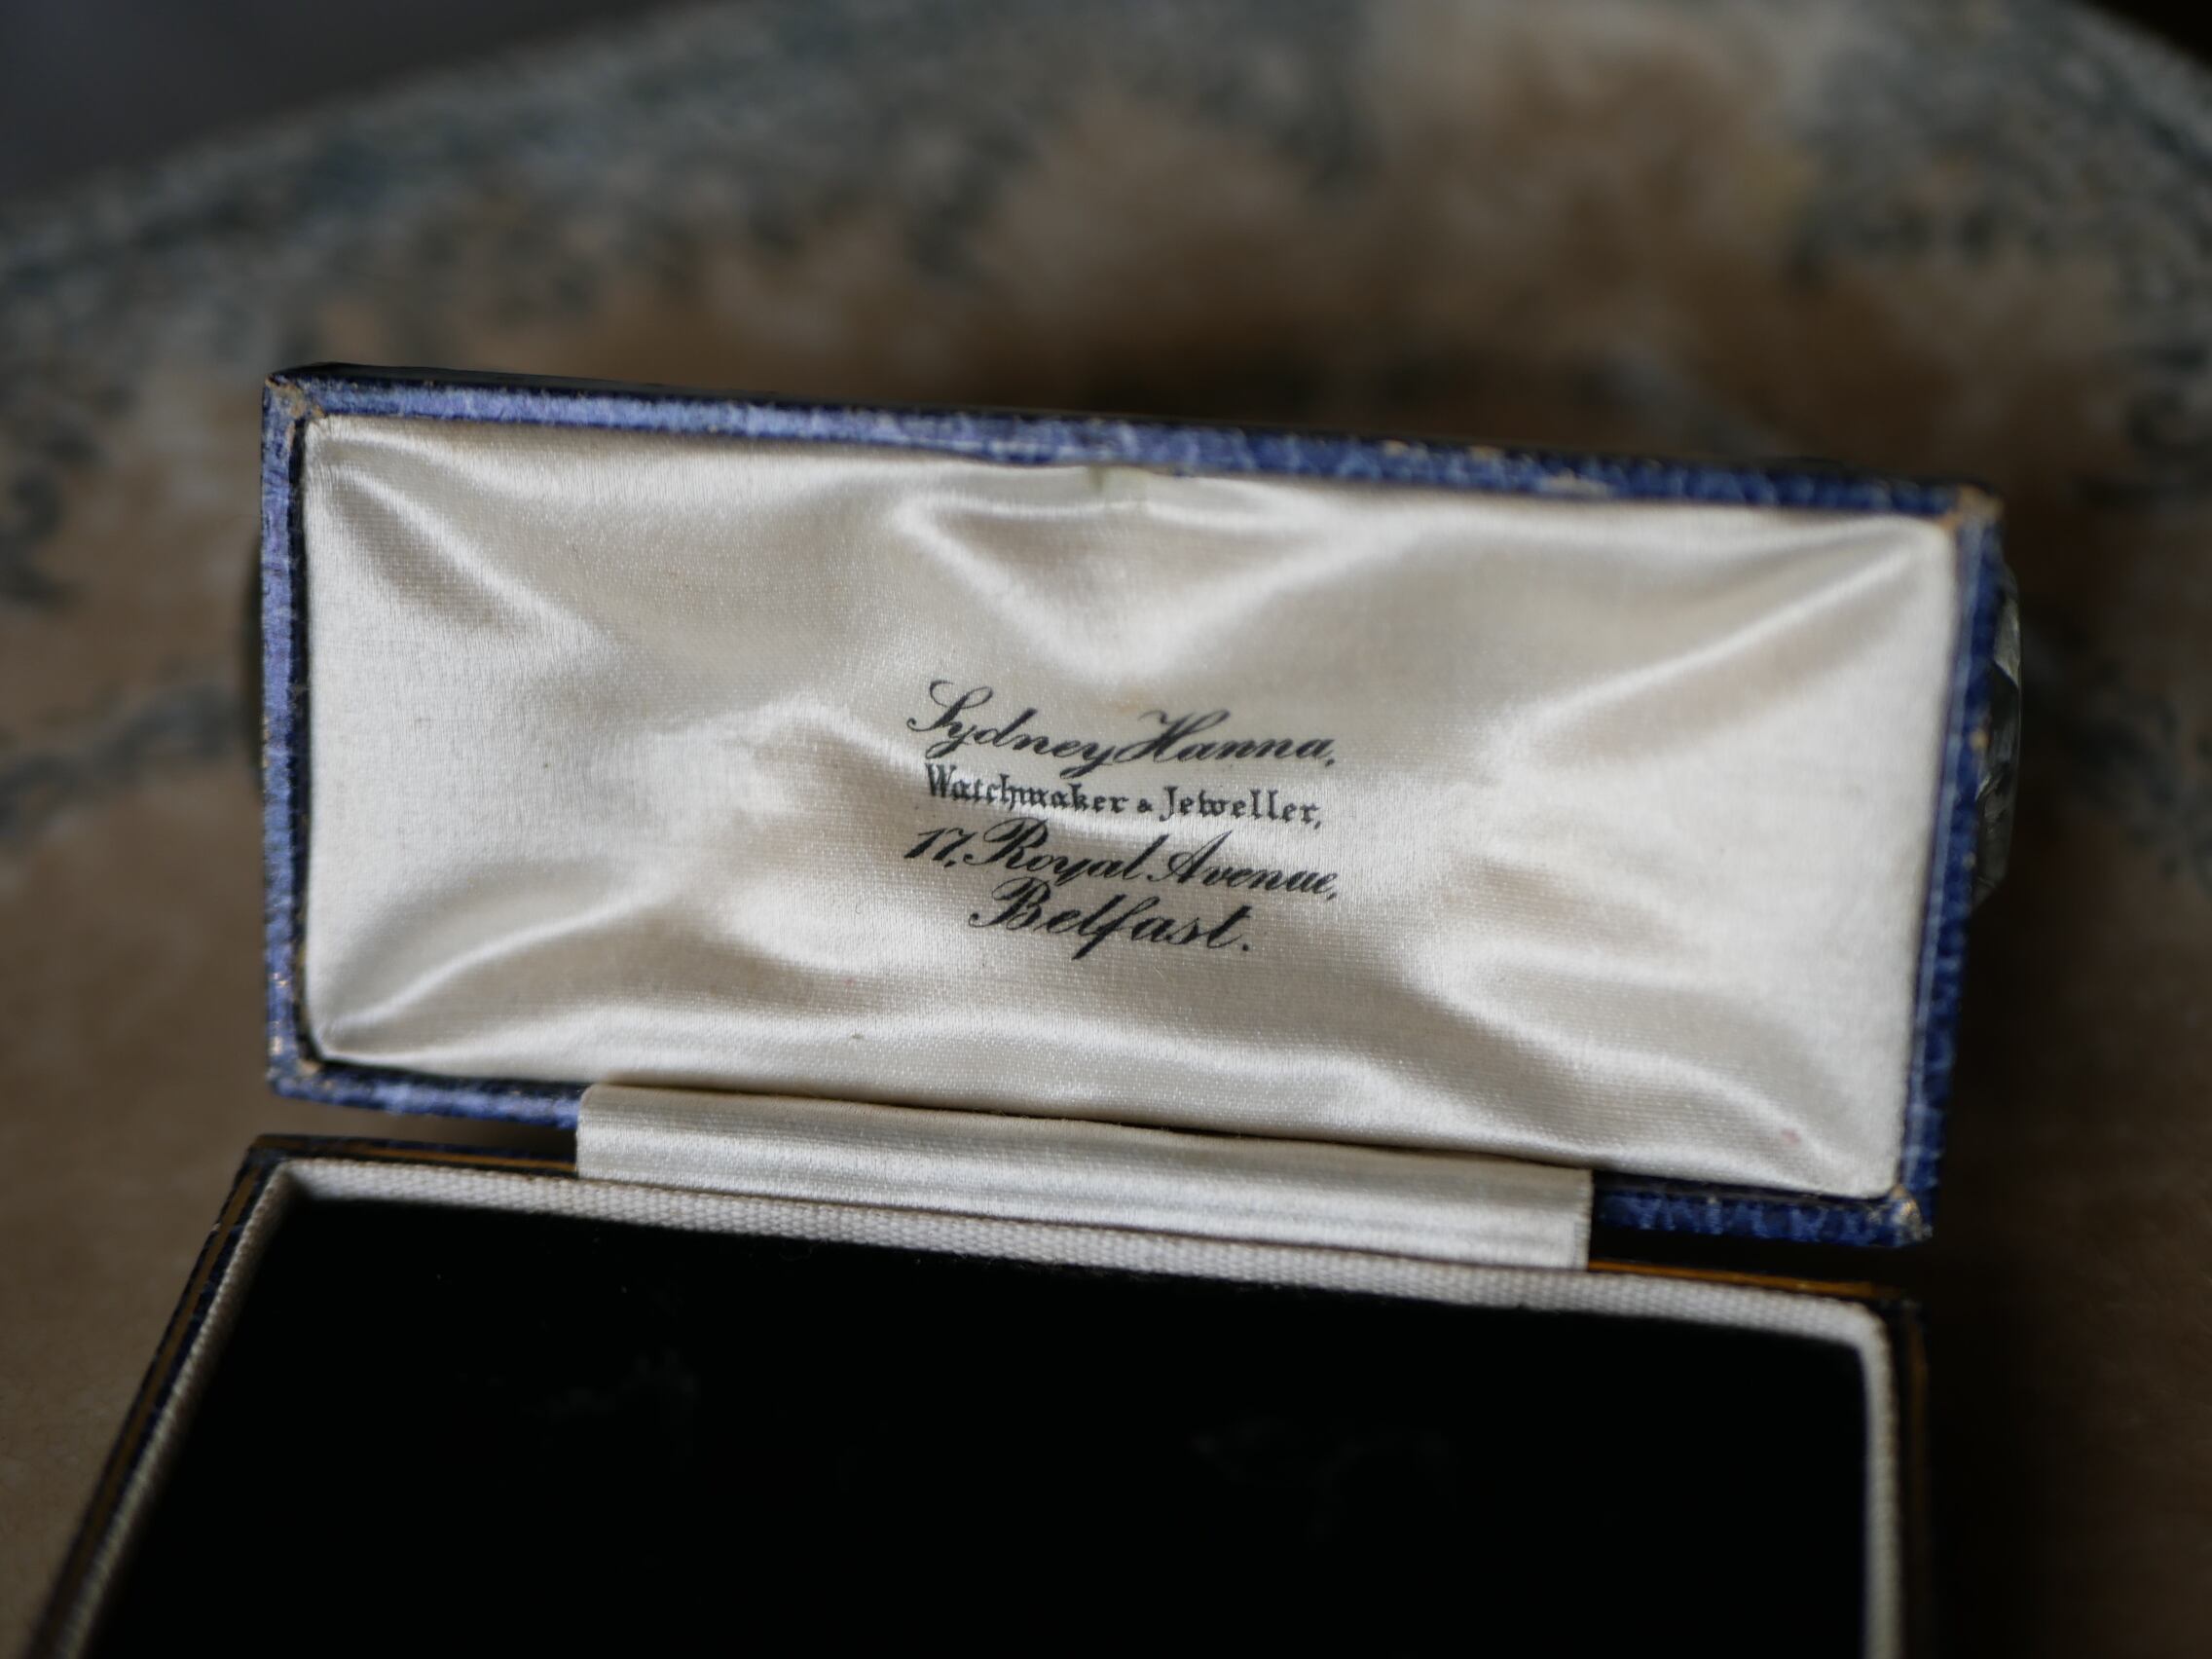 Sydney Hanna,
Watchmaker & Jeweller,
17, Royal Avenue,
Belfast.